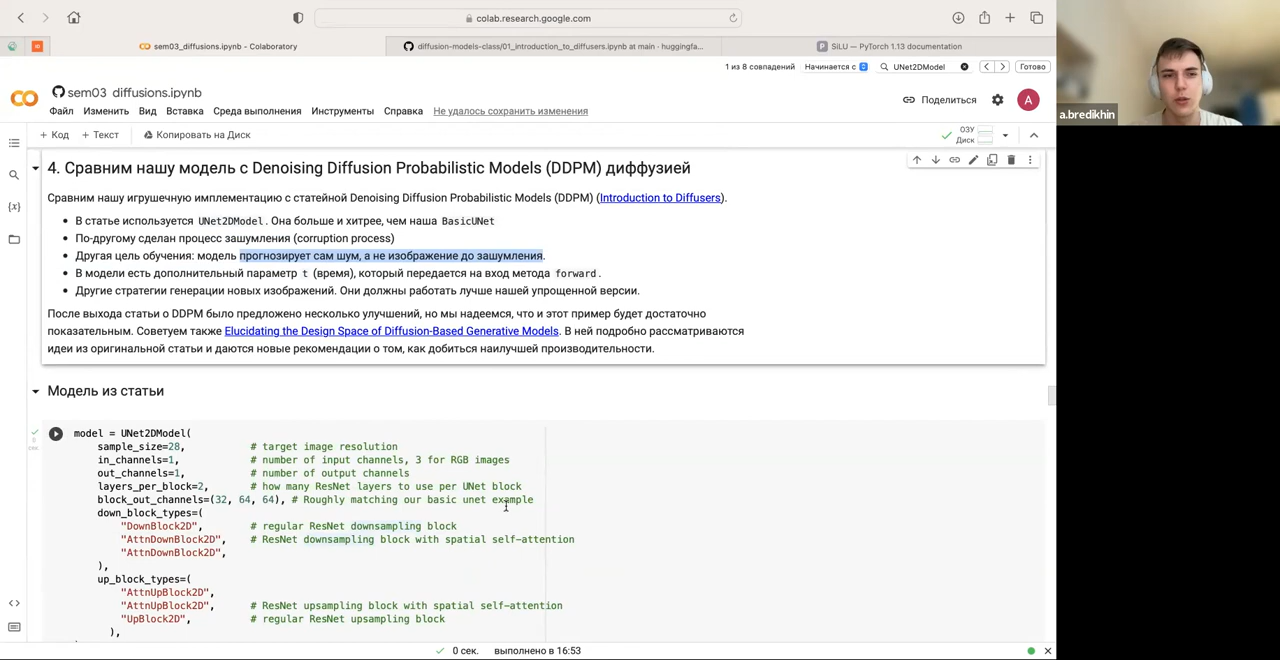 colab.research.google.com
sem03_diffusions.ipynb - Colaboratory
diffusion-models-class/01_introduction_to_diffusers.ipynb at main · huggingfa...
SiLU — PyTorch 1.13 documentation
1 из 8 совпадений
Начинается с
UNet2DModel
Готово
sem03_diffusions.ipynb
Файл Изменить Вид Вставка Среда выполнения Инструменты Справка Не удалось сохранить изменения
Поделиться
A
a.bredikhin
+ Код + Текст Копировать на Диск
ОЗУ
Диск
4. Сравним нашу модель с Denoising Diffusion Probabilistic Models (DDPM) диффузией
Сравним нашу игрушечную имплементацию с статейной Denoising Diffusion Probabilistic Models (DDPM) (Introduction to Diffusers).
• В статье используется UNet2DModel. Она больше и хитрее, чем наша BasicUNet
• По-другому сделан процесс зашумления (corruption process)
• Другая цель обучения: модель прогнозирует сам шум, а не изображение до зашумления.
• В модели есть дополнительный параметр t (время), который передается на вход метода forward.
• Другие стратегии генерации новых изображений. Они должны работать лучше нашей упрощенной версии.
После выхода статьи о DDPM было предложено несколько улучшений, но мы надеемся, что и этот пример будет достаточно
показательным. Советуем также Elucidating the Design Space of Diffusion-Based Generative Models. В ней подробно рассматриваются
идеи из оригинальной статьи и даются новые рекомендации о том, как добиться наилучшей производительности.
Модель из статьи
model = UNet2DModel(
sample_size=28, # target image resolution
in_channels=1, # number of input channels, 3 for RGB images
out_channels=1, # number of output channels
layers_per_block=2, # how many ResNet layers to use per UNet block
block_out_channels=(32, 64, 64), # Roughly matching our basic unet example
down_block_types=(
"DownBlock2D", # regular ResNet downsampling block
"AttnDownBlock2D", # ResNet downsampling block with spatial self-attention
"AttnDownBlock2D",
),
up_block_types=(
"AttnUpBlock2D",
"AttnUpBlock2D", # ResNet upsampling block with spatial self-attention
"UpBlock2D", # regular ResNet upsampling block
),
0 сек. выполнено в 16:53